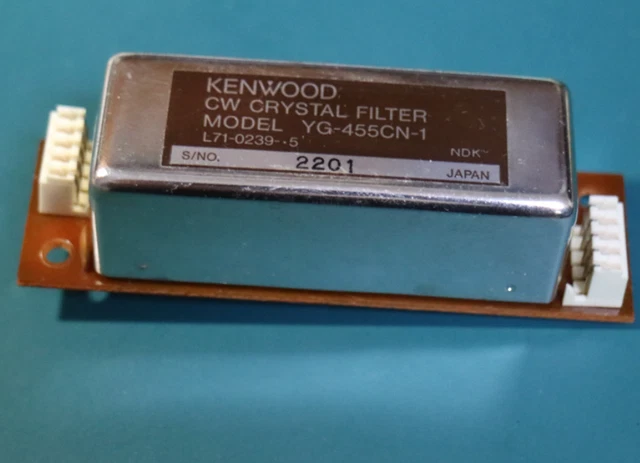 KENWOOD
CW CRYSTAL FILTER
MODEL YG-455CN-1
L71-0239-.5 NDK
S/NO. 2201 JAPAN